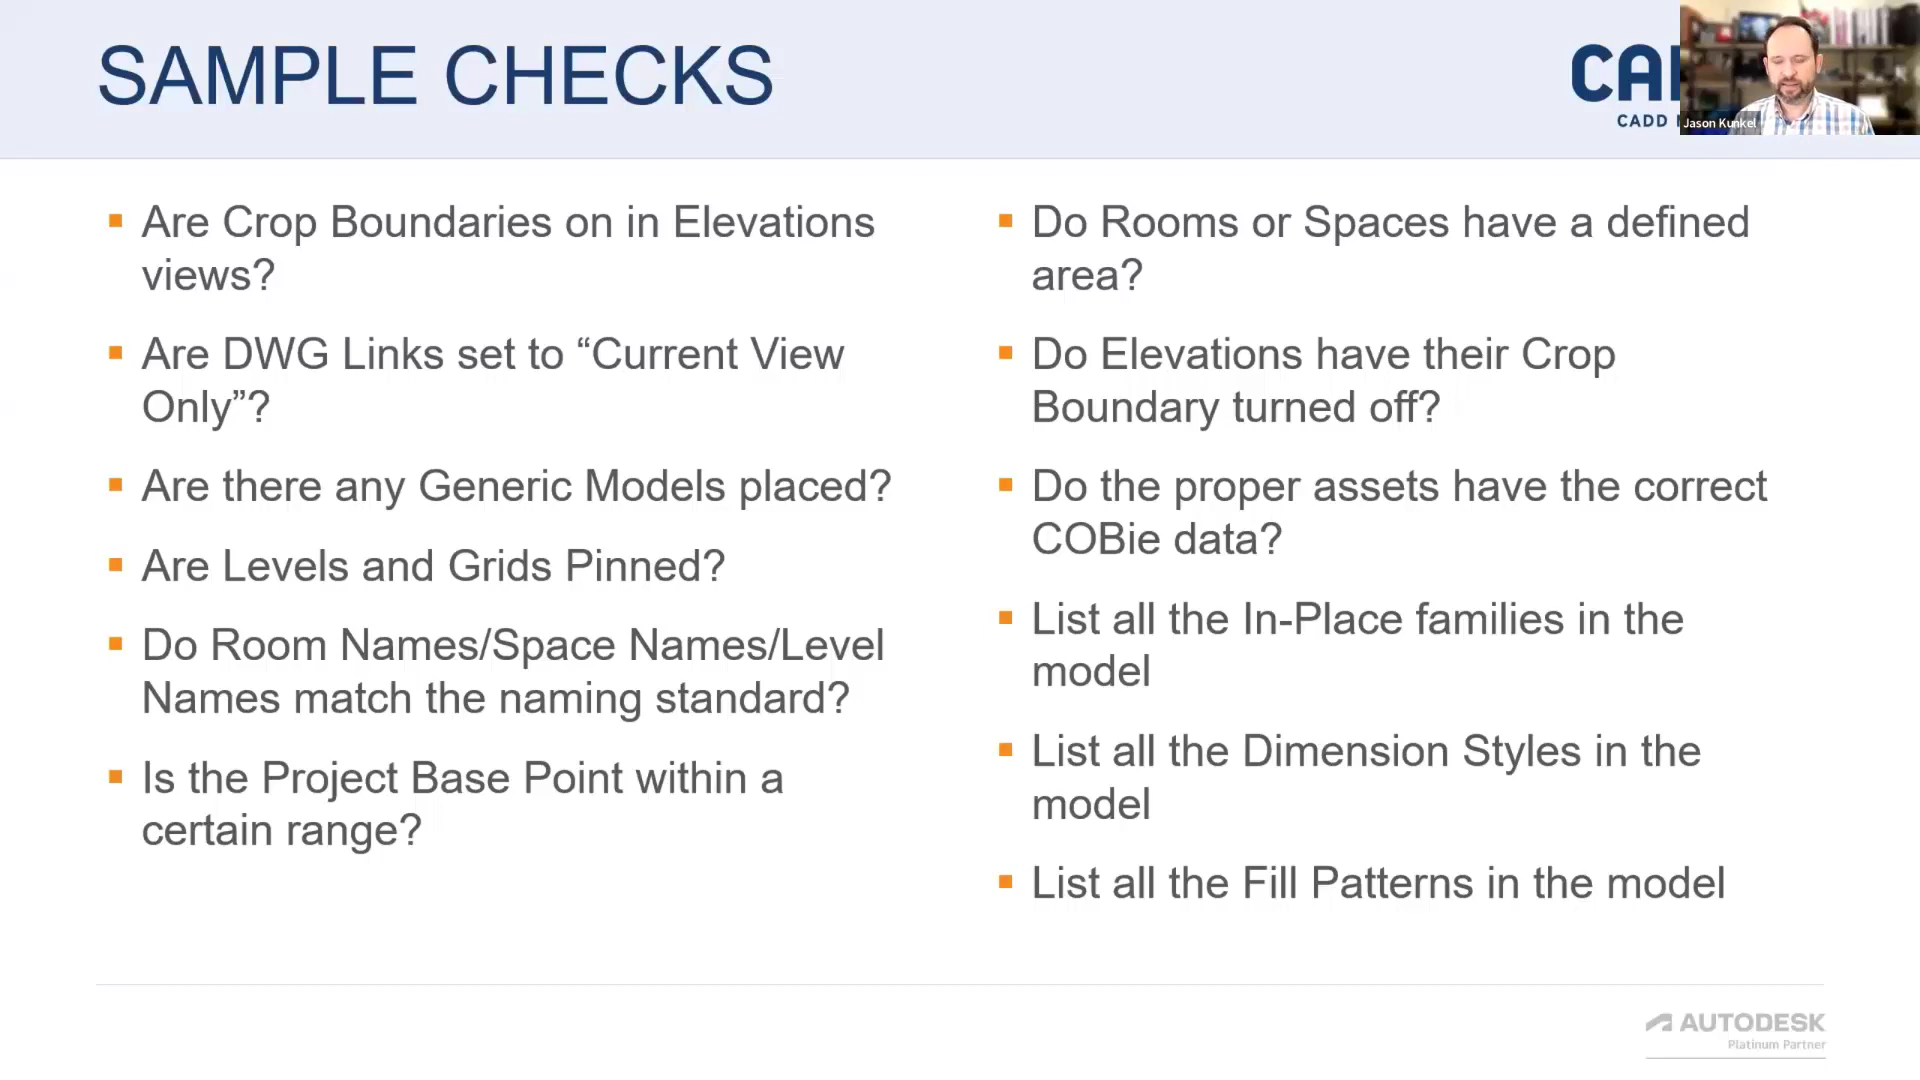 SAMPLE CHECKS
CADD
Jason Kunkel
Are Crop Boundaries on in Elevations
views?
Are DWG Links set to “Current View
Only”?
Are there any Generic Models placed?
Are Levels and Grids Pinned?
Do Room Names/Space Names/Level
Names match the naming standard?
Is the Project Base Point within a
certain range?
Do Rooms or Spaces have a defined
area?
Do Elevations have their Crop
Boundary turned off?
Do the proper assets have the correct
COBie data?
List all the In-Place families in the
model
List all the Dimension Styles in the
model
List all the Fill Patterns in the model
AUTODESK
Platinum Partner